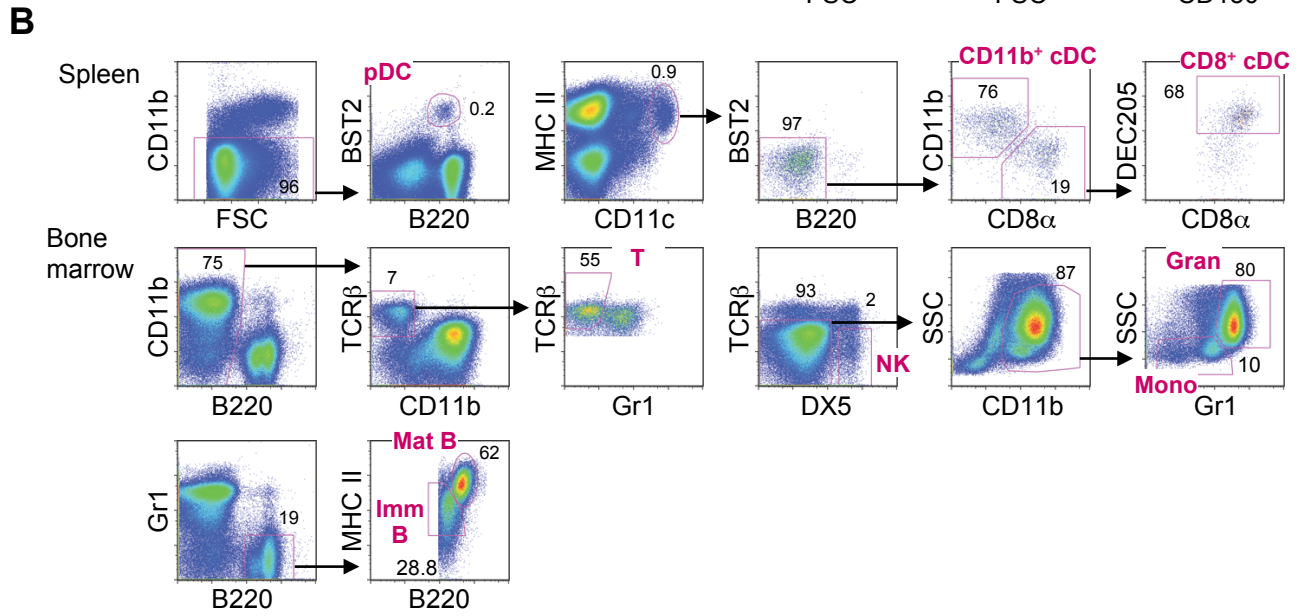 B
Spleen
CD11b
FSC
96
pDC
BST2
B220
0.2
MHC II
CD11c
0.9
BST2
B220
97
CD11b+ cDC
CD11b
CD8α
76
19
CD8+ cDC
DEC205
CD8α
68
Bone
marrow
CD11b
B220
75
TCRβ
CD11b
7
T
TCRβ
Gr1
55
TCRβ
DX5
93
2
NK
SSC
CD11b
87
Gran
SSC
Gr1
80
10
Mono
Gr1
B220
19
Mat B
MHC II
B220
62
Imm
B
28.8